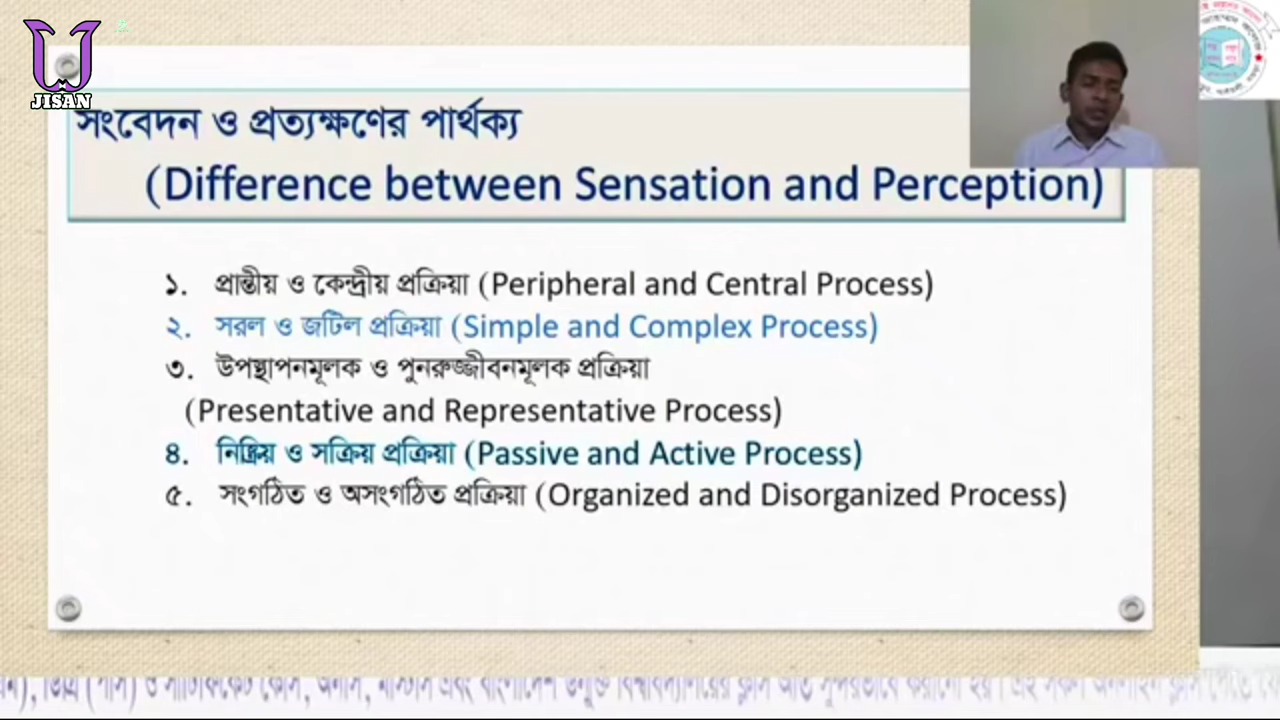 JISAN
সংবেদন ও প্রত্যক্ষণের পার্থক্য
(Difference between Sensation and Perception)
১. প্রান্তীয় ও কেন্দ্রীয় প্রক্রিয়া (Peripheral and Central Process)
২. সরল ও জটিল প্রক্রিয়া (Simple and Complex Process)
৩. উপস্থাপনমূলক ও পুনরুজ্জীবনমূলক প্রক্রিয়া
(Presentative and Representative Process)
৪. নিষ্ক্রিয় ও সক্রিয় প্রক্রিয়া (Passive and Active Process)
৫. সংগঠিত ও অসংগঠিত প্রক্রিয়া (Organized and Disorganized Process)